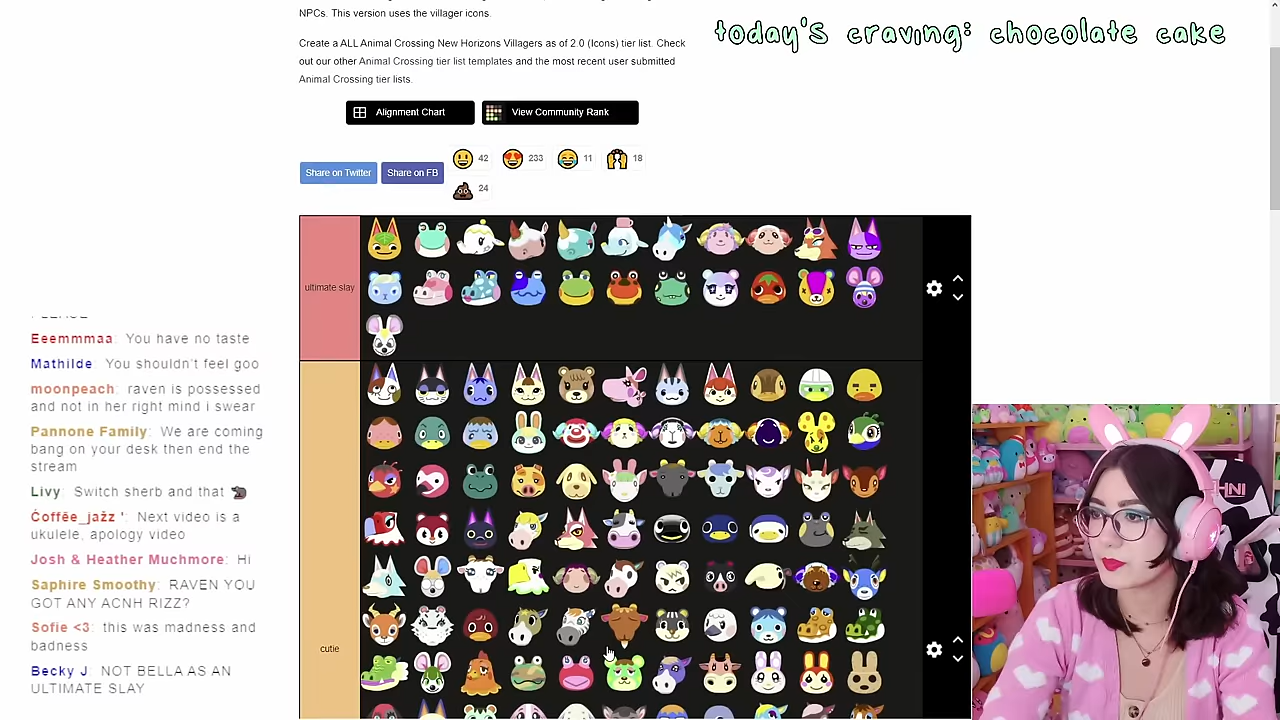 NPCs. This version uses the villager icons.
today's craving: chocolate cake
Create a ALL Animal Crossing New Horizons Villagers as of 2.0 (Icons) tier list. Check
out our other Animal Crossing tier list templates and the most recent user submitted
Animal Crossing tier lists.
Alignment Chart
View Community Rank
42
233
11
18
Share on Twitter
Share on FB
24
ultimate slay
Eeemmmaa: You have no taste
Mathilde You shouldn't feel goo
moonpeach: raven is possessed
and not in her right mind i swear
Pannone Family: We are coming
bang on your desk then end the
stream
Livy Switch sherb and that
Ċoffẽe_jažz ': Next video is a
ukulele, apology video
Josh & Heather Muchmore: Hi
Saphire Smoothy: RAVEN YOU
GOT ANY ACNH RIZZ?
Sofie <3: this was madness and
badness
Becky J: NOT BELLA AS AN
ULTIMATE SLAY
cutie